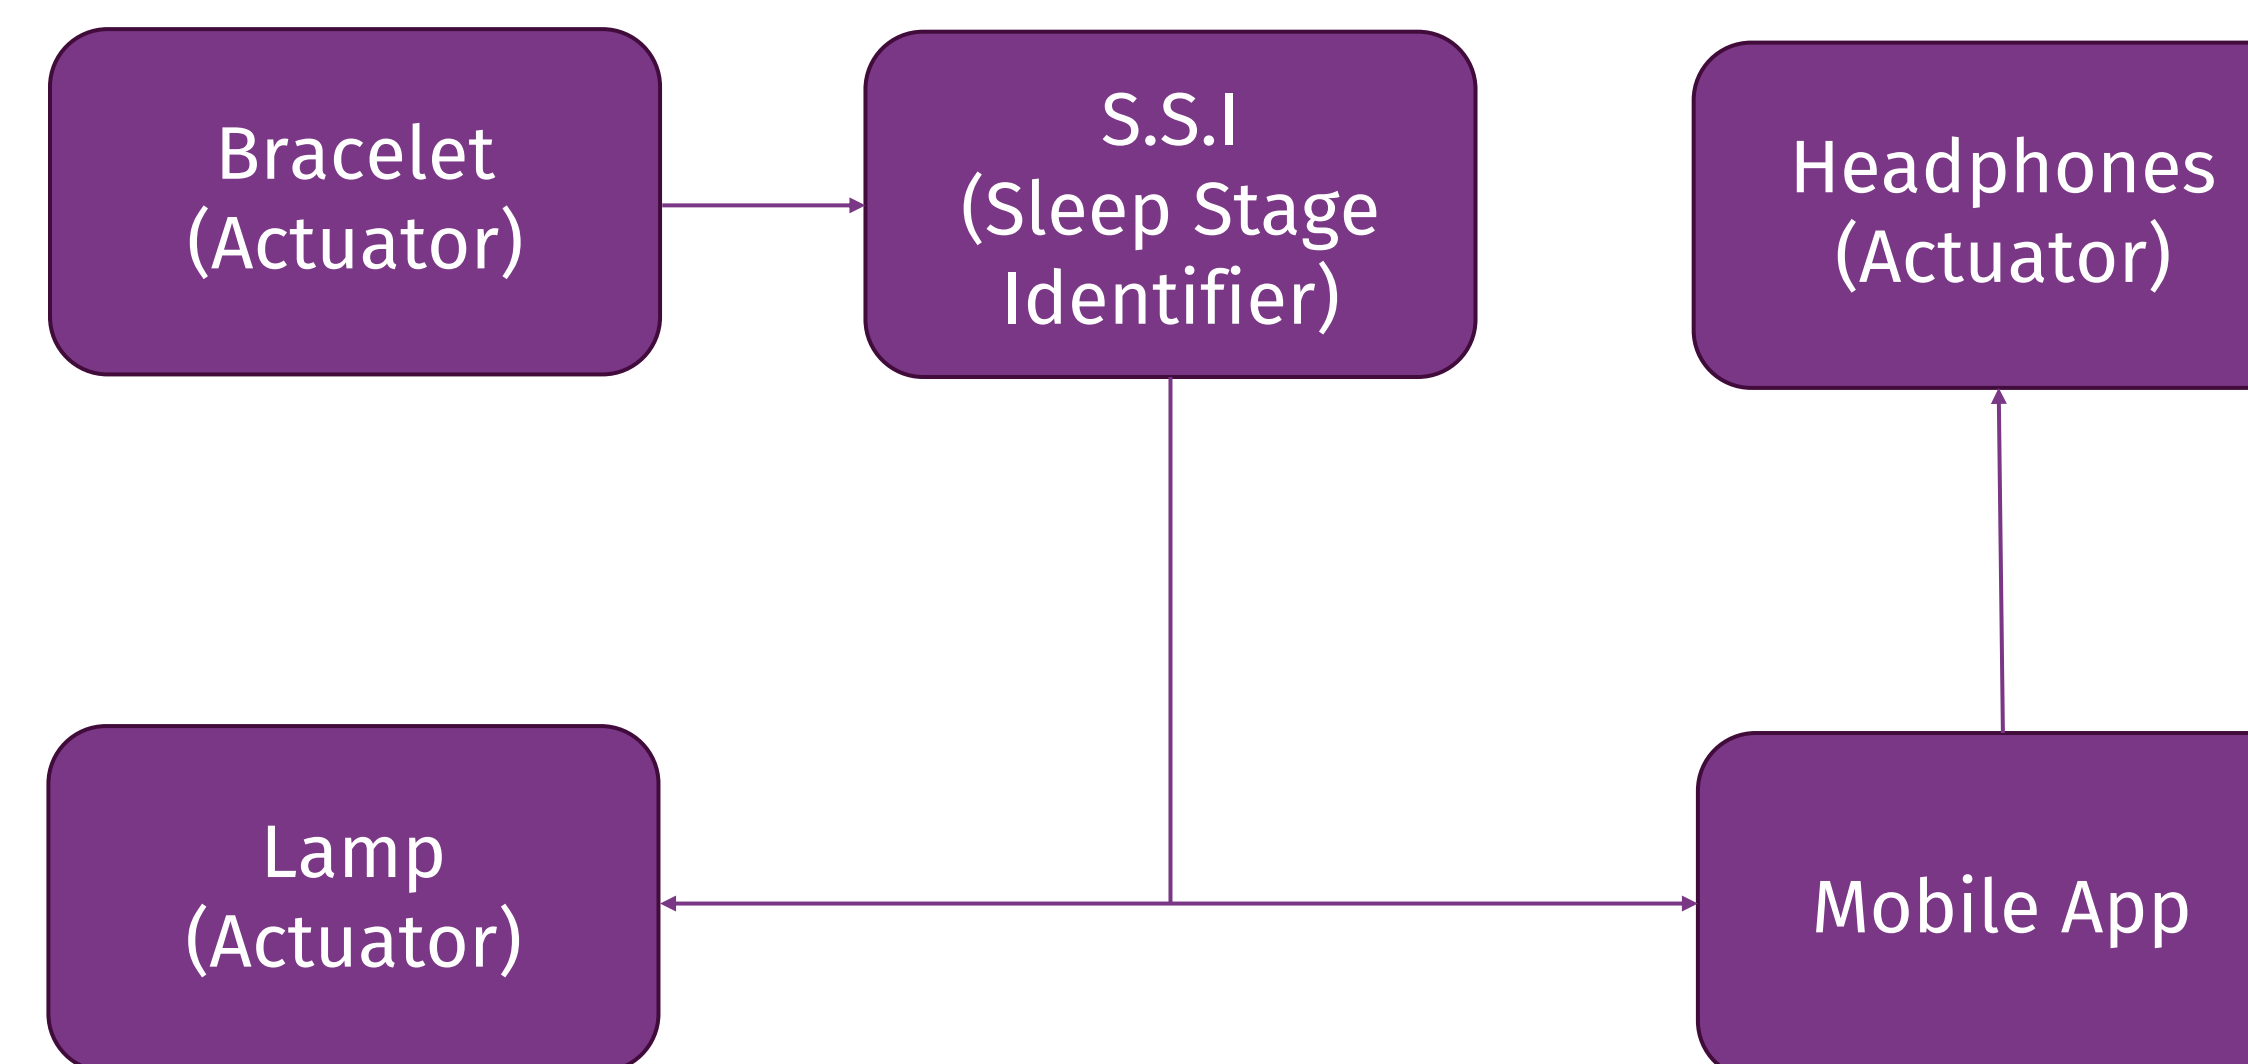 Bracelet
(Actuator)
S.S.I
(Sleep Stage
Identifier)
Headphones
(Actuator)
Lamp
(Actuator)
Mobile App